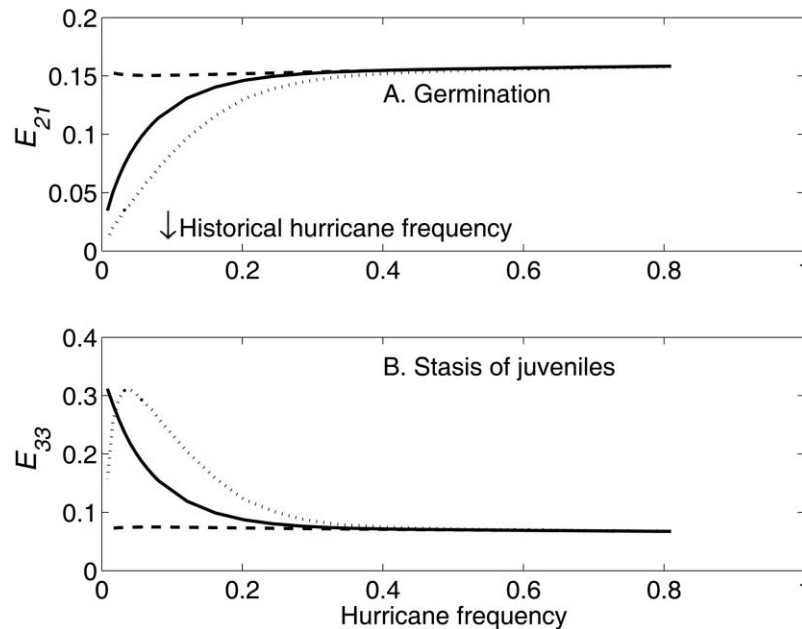 0.2
0.15
0.1
0.05
0
E21
A. Germination
↓Historical hurricane frequency
0 0.2 0.4 0.6 0.8 1
0.4
0.3
0.2
0.1
0
E33
B. Stasis of juveniles
0 0.2 0.4 0.6 0.8 1
Hurricane frequency